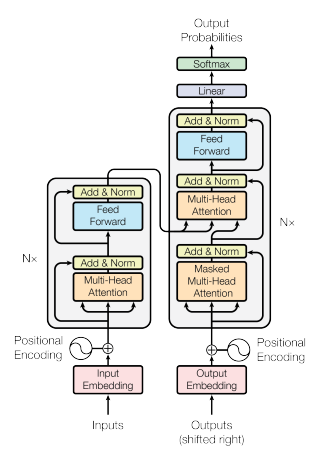 Output
Probabilities
Softmax
Linear
Add & Norm
Feed
Forward
Add & Norm
Multi-Head
Attention
Add & Norm
Masked
Multi-Head
Attention
N×
Add & Norm
Feed
Forward
Add & Norm
Multi-Head
Attention
N×
Positional
Encoding
Input
Embedding
Inputs
Positional
Encoding
Output
Embedding
Outputs
(shifted right)